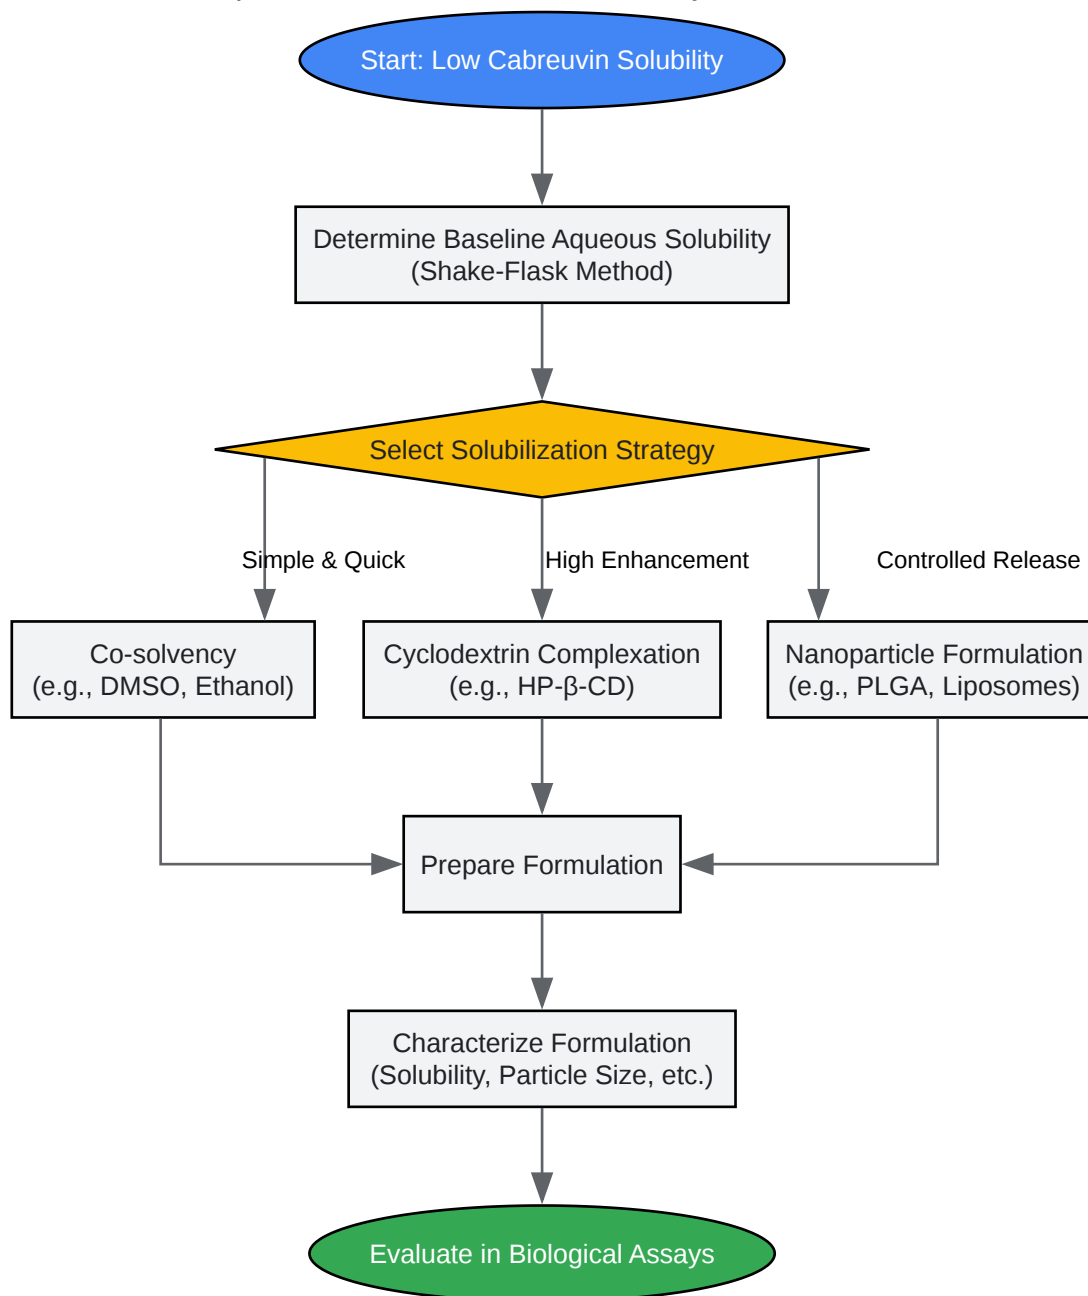 Start: Low Cabreuvin Solubility
Determine Baseline Aqueous Solubility
(Shake-Flask Method)
Select Solubilization Strategy
Simple & Quick
High Enhancement
Controlled Release
Co-solvency
(e.g., DMSO, Ethanol)
Cyclodextrin Complexation
(e.g., HP-β-CD)
Nanoparticle Formulation
(e.g., PLGA, Liposomes)
Prepare Formulation
Characterize Formulation
(Solubility, Particle Size, etc.)
Evaluate in Biological Assays